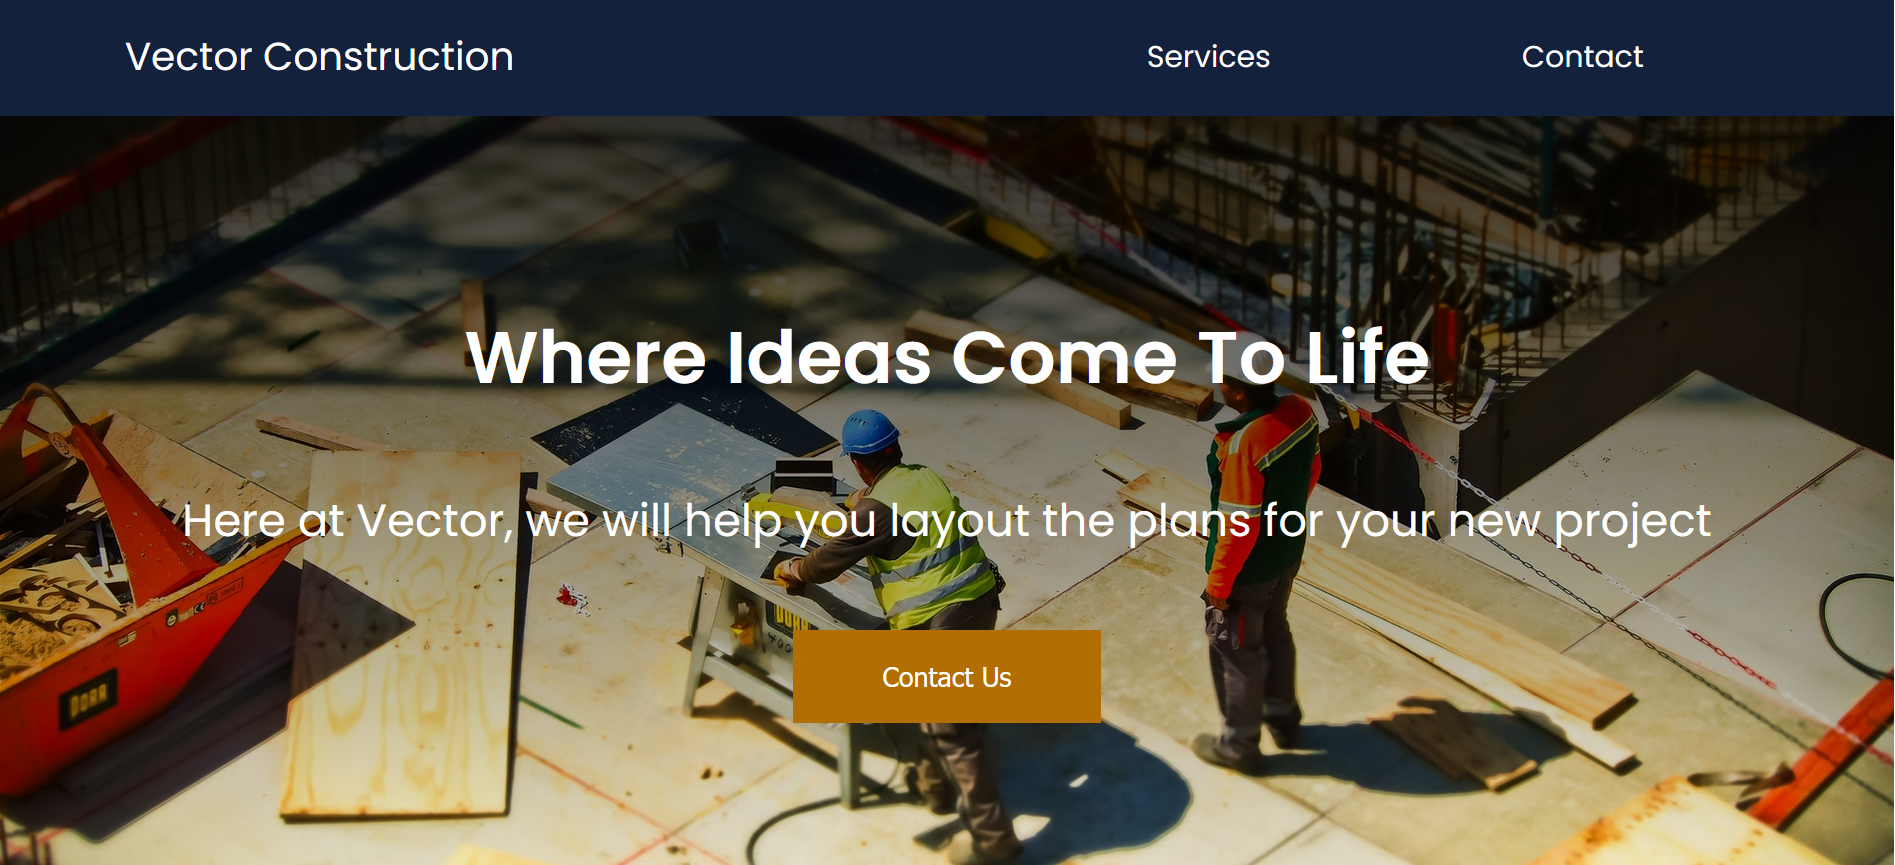 Vector Construction
Services
Contact
Where Ideas Come To Life
Here at Vector, we will help you layout the plans for your new project
Contact Us
DORR